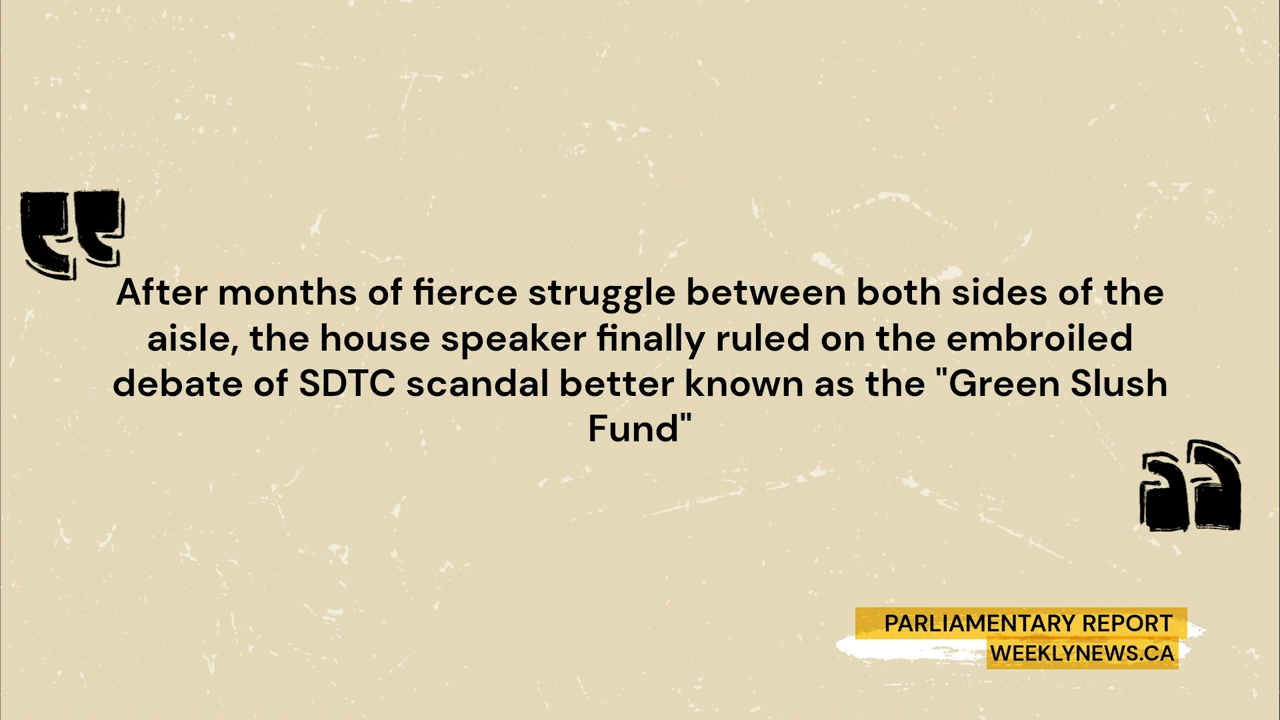 After months of fierce struggle between both sides of the
aisle, the house speaker finally ruled on the embroiled
debate of SDTC scandal better known as the "Green Slush
Fund"
PARLIAMENTARY REPORT
WEEKLYNEWS.CA